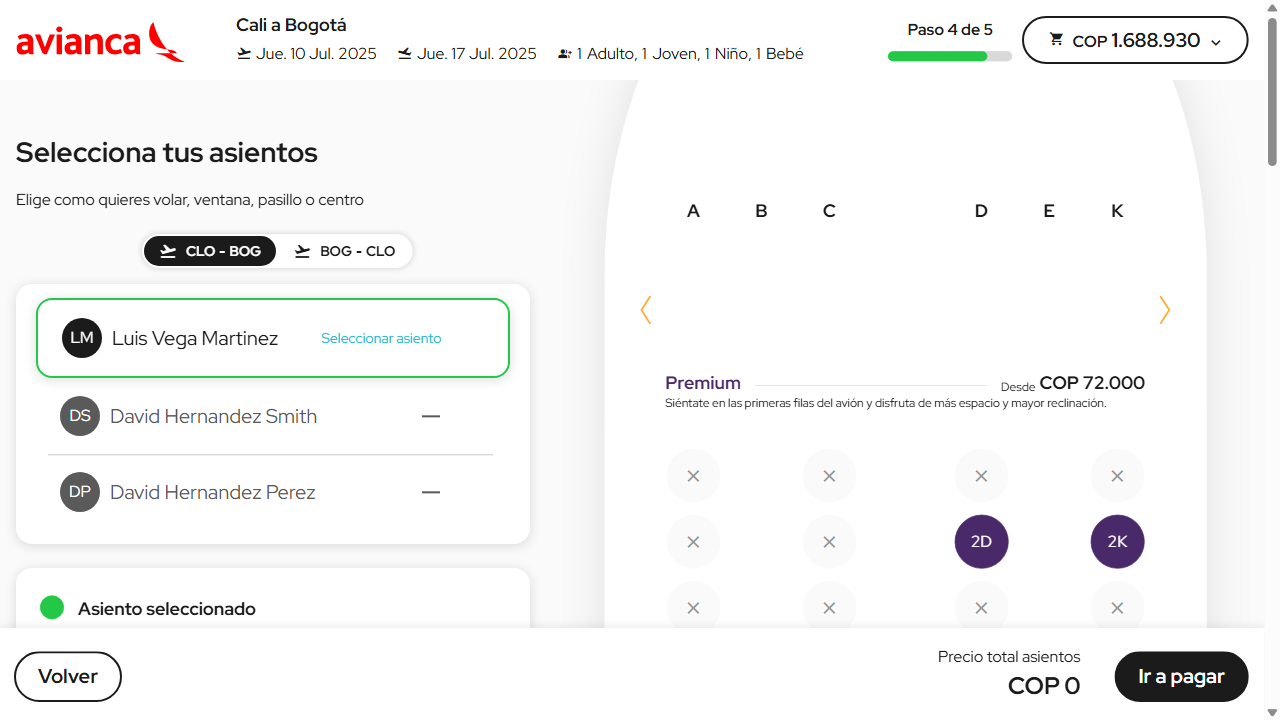 avianca
Cali a Bogotá
Jue. 10 Jul. 2025 Jue. 17 Jul. 2025 1 Adulto, 1 Joven, 1 Niño, 1 Bebé
Paso 4 de 5
COP 1.688.930
Selecciona tus asientos
Elige como quieres volar, ventana, pasillo o centro
CLO - BOG BOG - CLO
LM Luis Vega Martinez Seleccionar asiento
DS David Hernandez Smith —
DP David Hernandez Perez —
Asiento seleccionado
A B C D E K
Premium Desde COP 72.000
Siéntate en las primeras filas del avión y disfruta de más espacio y mayor reclinación.
2D 2K
Volver
Precio total asientos
COP 0
Ir a pagar